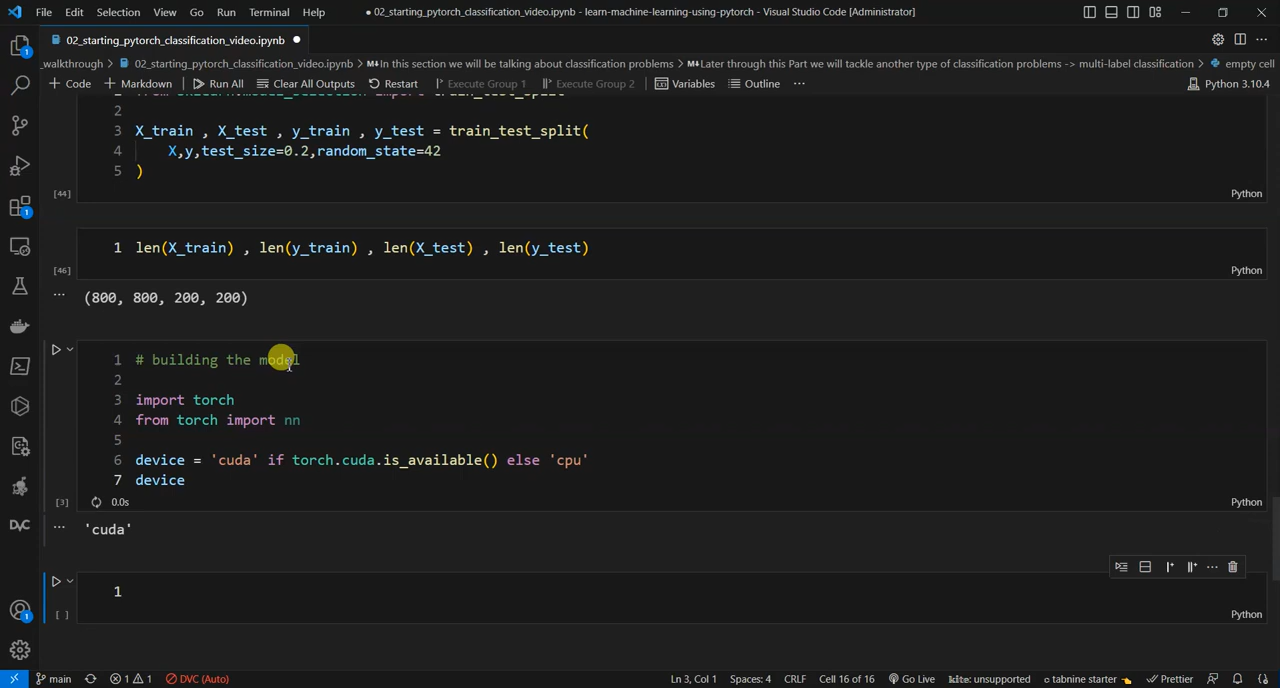 File Edit Selection View Go Run Terminal Help
● 02_starting_pytorch_classification_video.ipynb - learn-machine-learning-using-pytorch - Visual Studio Code [Administrator]
02_starting_pytorch_classification_video.ipynb ●
_walkthrough > 02_starting_pytorch_classification_video.ipynb > M↓In this section we will be talking about classification problems > M↓Later through this Part we will tackle another type of classification problems -> multi-label classification > empty cell
+ Code + Markdown Run All Clear All Outputs Restart Execute Group 1 Execute Group 2 Variables Outline ... Python 3.10.4
2
3 X_train , X_test , y_train , y_test = train_test_split(
4 X,y,test_size=0.2,random_state=42
5 )
[44] Python
1 len(X_train) , len(y_train) , len(X_test) , len(y_test)
[46] Python
... (800, 800, 200, 200)
1 # building the model
2
3 import torch
4 from torch import nn
5
6 device = 'cuda' if torch.cuda.is_available() else 'cpu'
7 device
[3] 0.0s Python
... 'cuda'
1
[ ] Python
DVC
1
1
1
main 1 1 DVC (Auto) Ln 3, Col 1 Spaces: 4 CRLF Cell 16 of 16 Go Live kite: unsupported tabnine starter Prettier